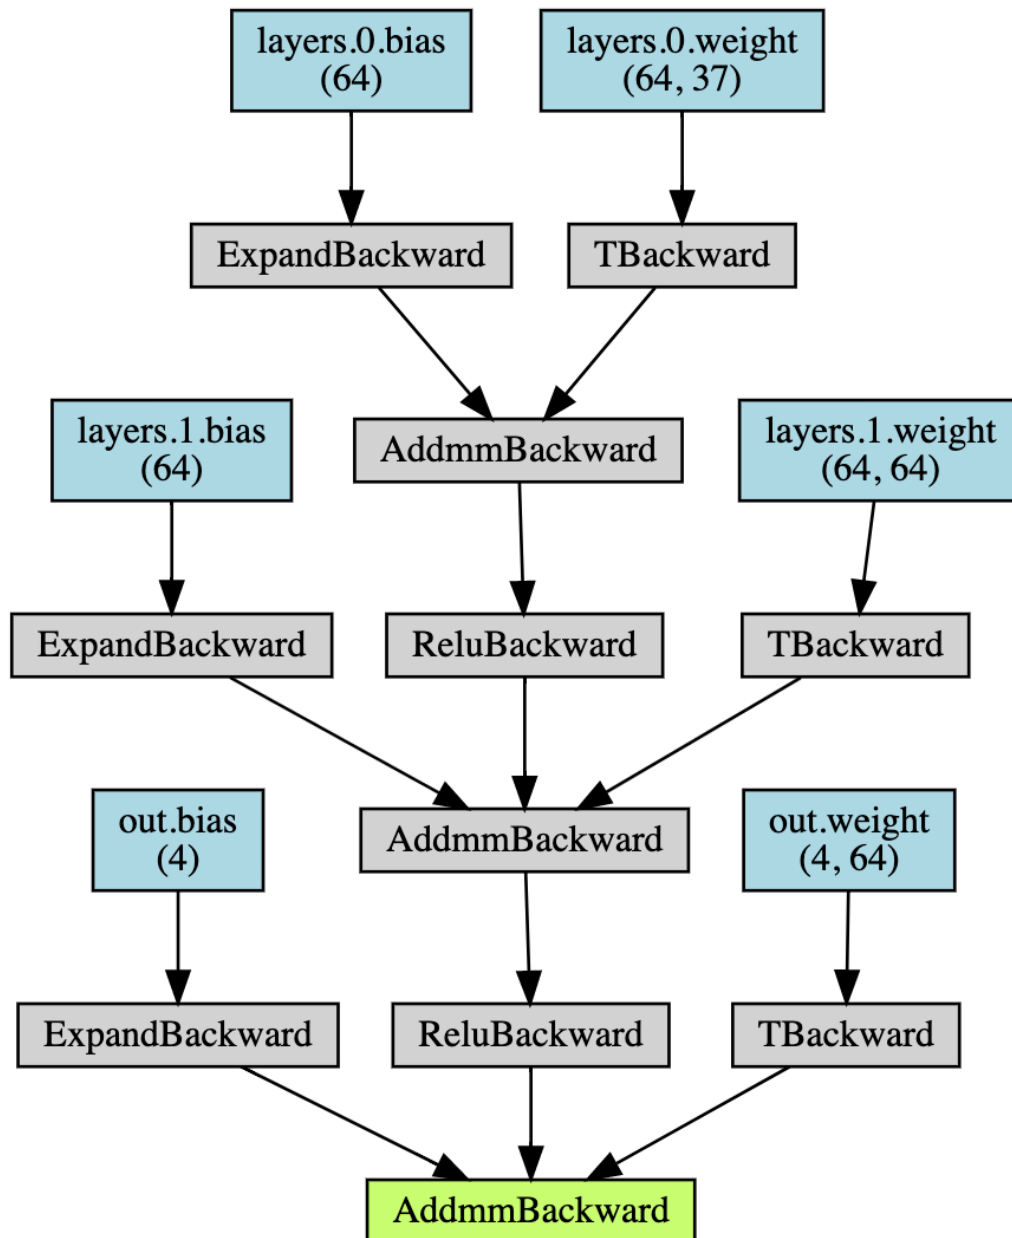 layers.0.bias
(64)
layers.0.weight
(64, 37)
ExpandBackward
TBackward
AddmmBackward
layers.1.bias
(64)
layers.1.weight
(64, 64)
ExpandBackward
ReluBackward
TBackward
AddmmBackward
out.bias
(4)
out.weight
(4, 64)
ExpandBackward
ReluBackward
TBackward
AddmmBackward